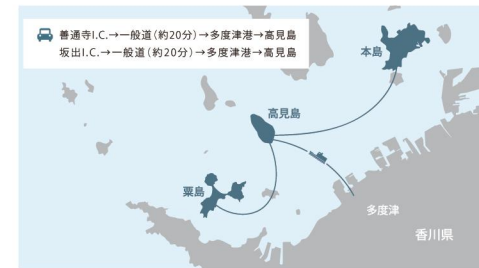 善通寺I.C.→一般道（約20分）→多度津港→高見島
坂出I.C.→一般道（約20分）→多度津港→高見島
本島
高見島
粟島
多度津
香川県